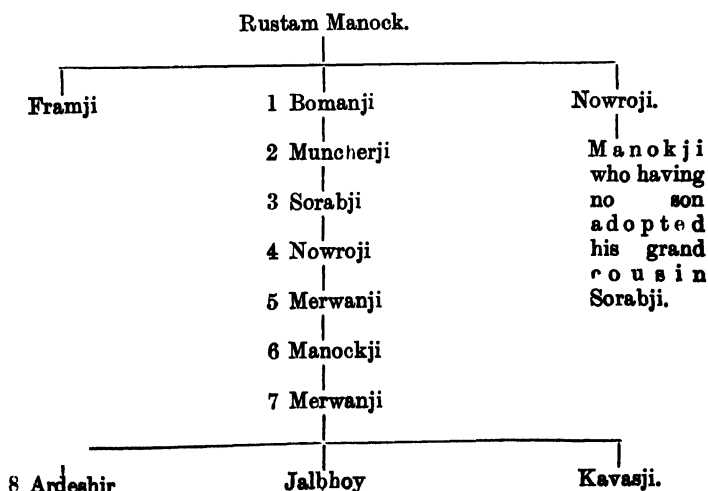 Rustam Manock.
Framji 1 Bomanji Nowroji.
2 Muncherji
3 Sorabji
4 Nowroji
5 Merwanji
6 Manockji
7 Merwanji
Manokji
who having
no son
adopted
his grand
cousin
Sorabji.
8 Ardeshir Jalbhoy Kavasji.